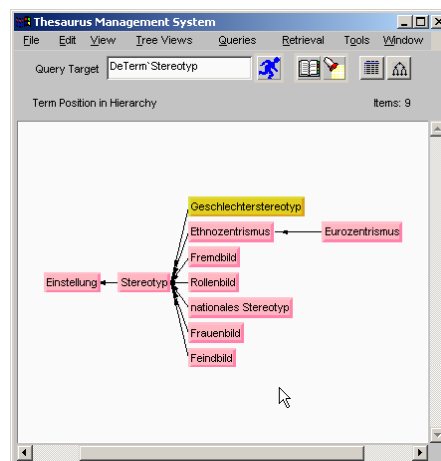 Thesaurus Management System
File Edit View Tree Views Queries Retrieval Tools Window
Query Target DeTerm`Stereotyp
Term Position in Hierarchy Items: 9
Geschlechterstereotyp
Ethnozentrismus Eurozentrismus
Fremdbild
Einstellung Stereotyp Rollenbild
nationales Stereotyp
Frauenbild
Feindbild